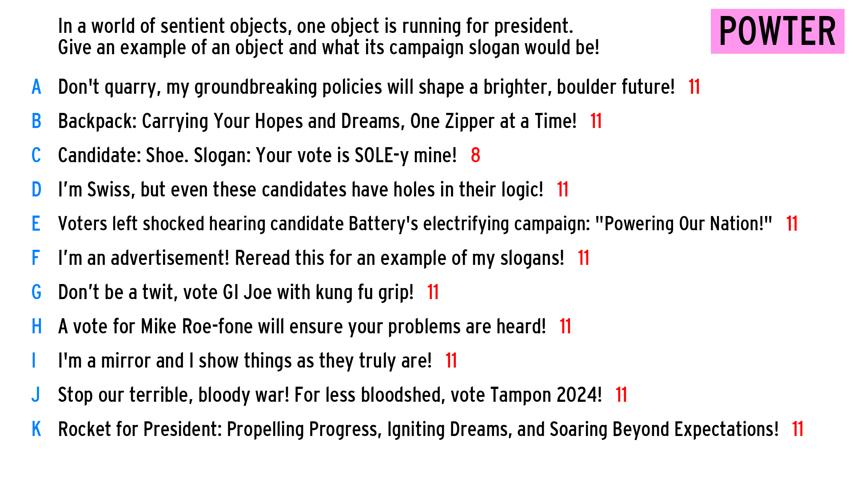 In a world of sentient objects, one object is running for president.
Give an example of an object and what its campaign slogan would be!
POWTER
A Don't quarry, my groundbreaking policies will shape a brighter, boulder future! 11
B Backpack: Carrying Your Hopes and Dreams, One Zipper at a Time! 11
C Candidate: Shoe. Slogan: Your vote is SOLE-y mine! 8
D I’m Swiss, but even these candidates have holes in their logic! 11
E Voters left shocked hearing candidate Battery's electrifying campaign: "Powering Our Nation!" 11
F I’m an advertisement! Reread this for an example of my slogans! 11
G Don’t be a twit, vote GI Joe with kung fu grip! 11
H A vote for Mike Roe-fone will ensure your problems are heard! 11
I I'm a mirror and I show things as they truly are! 11
J Stop our terrible, bloody war! For less bloodshed, vote Tampon 2024! 11
K Rocket for President: Propelling Progress, Igniting Dreams, and Soaring Beyond Expectations! 11